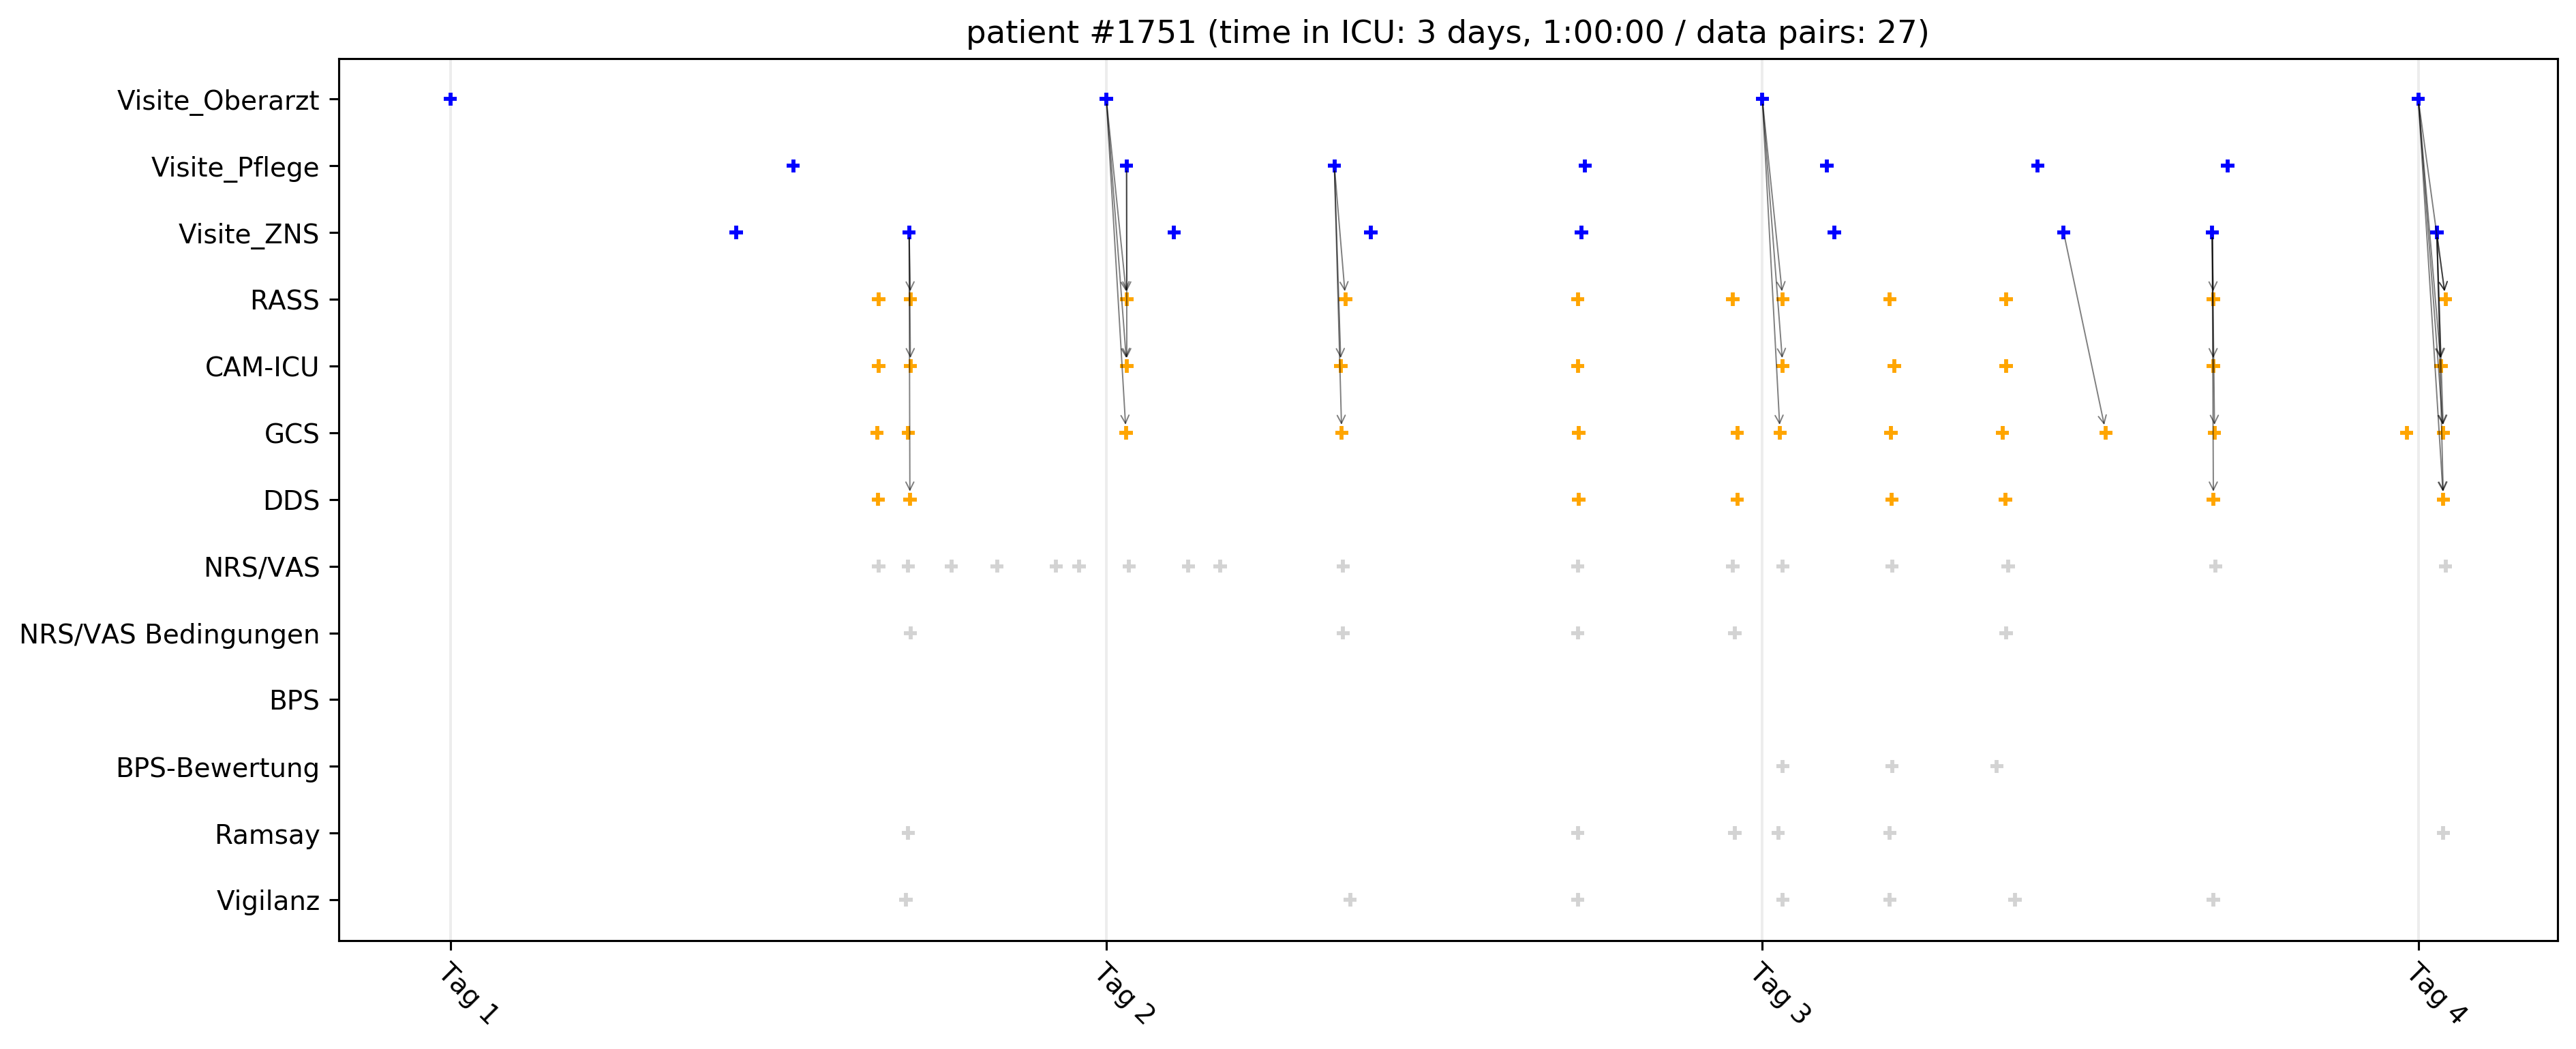 patient #1751 (time in ICU: 3 days, 1:00:00 / data pairs: 27)
Visite_Oberarzt
Visite_Pflege
Visite_ZNS
RASS
CAM-ICU
GCS
DDS
NRS/VAS
NRS/VAS Bedingungen
BPS
BPS-Bewertung
Ramsay
Vigilanz
Tag 1
Tag 2
Tag 3
Tag 4